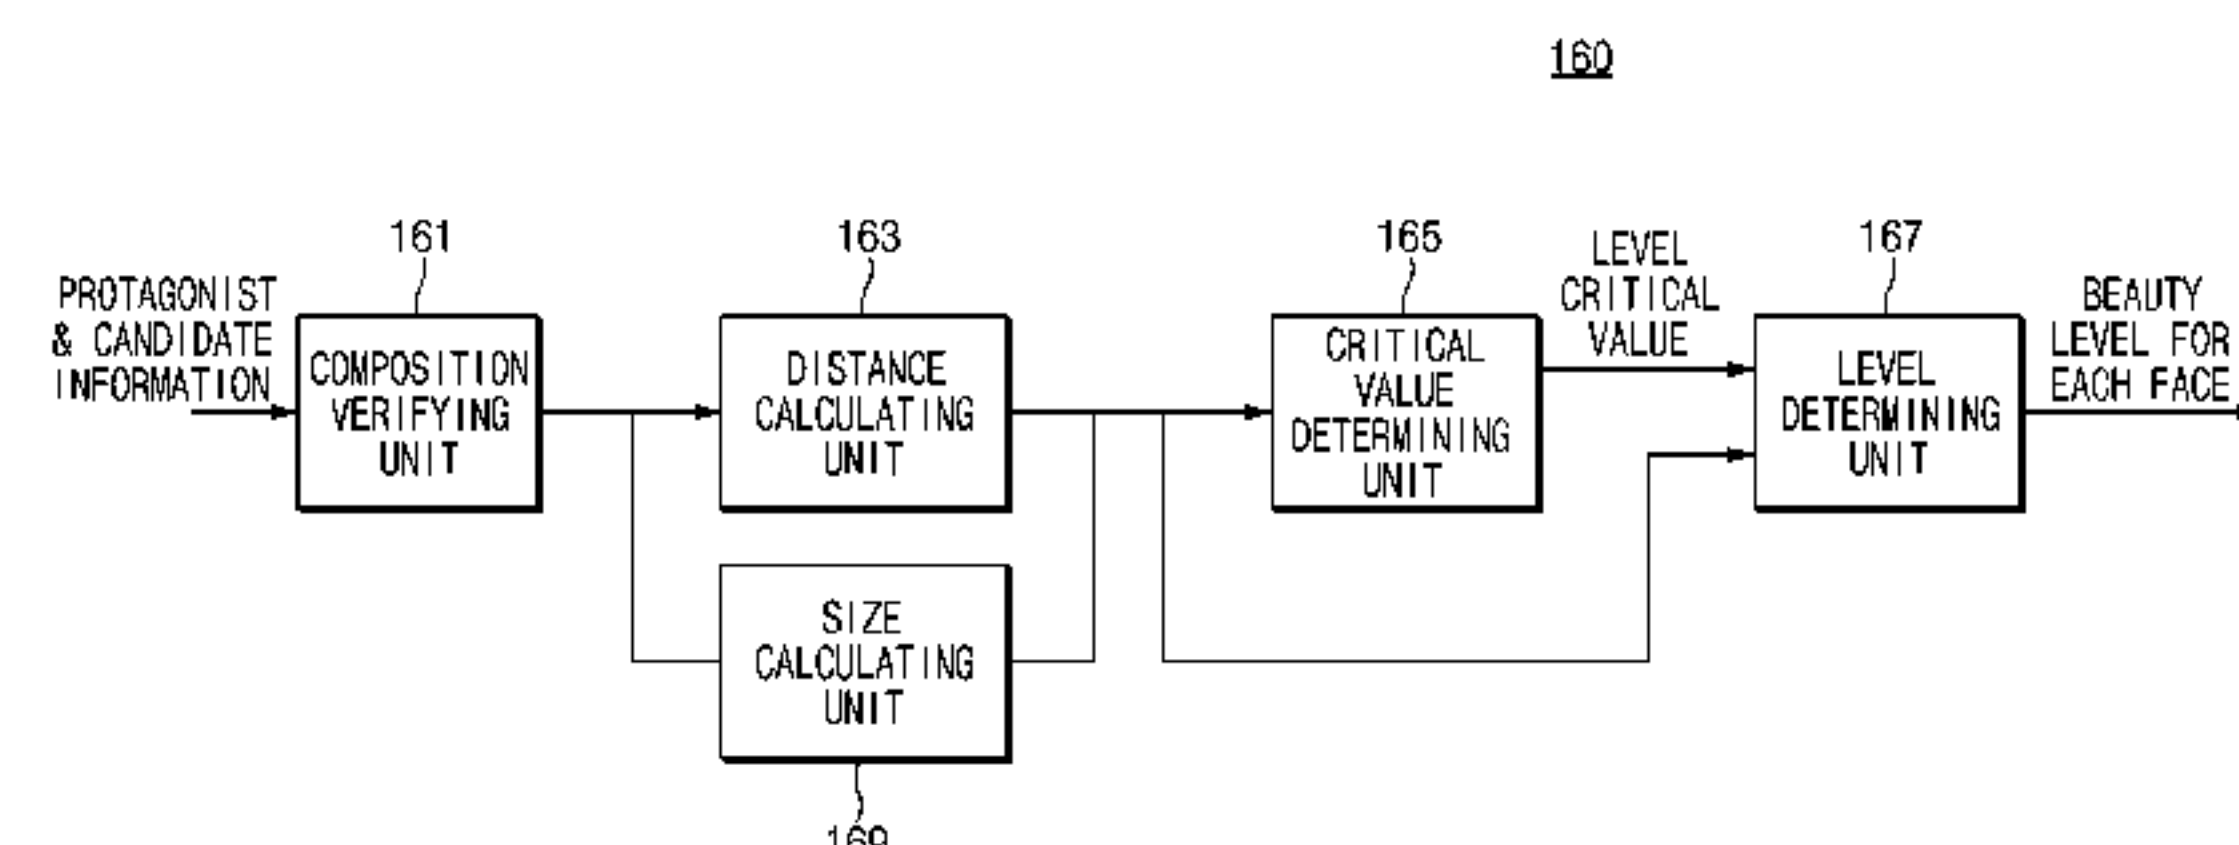 160
161
163
165
167
PROTAGONIST
& CANDIDATE
INFORMATION
COMPOSITION
VERIFYING
UNIT
DISTANCE
CALCULATING
UNIT
CRITICAL
VALUE
DETERMINING
UNIT
LEVEL
CRITICAL
VALUE
LEVEL
DETERMINING
UNIT
BEAUTY
LEVEL FOR
EACH FACE
SIZE
CALCULATING
UNIT
169